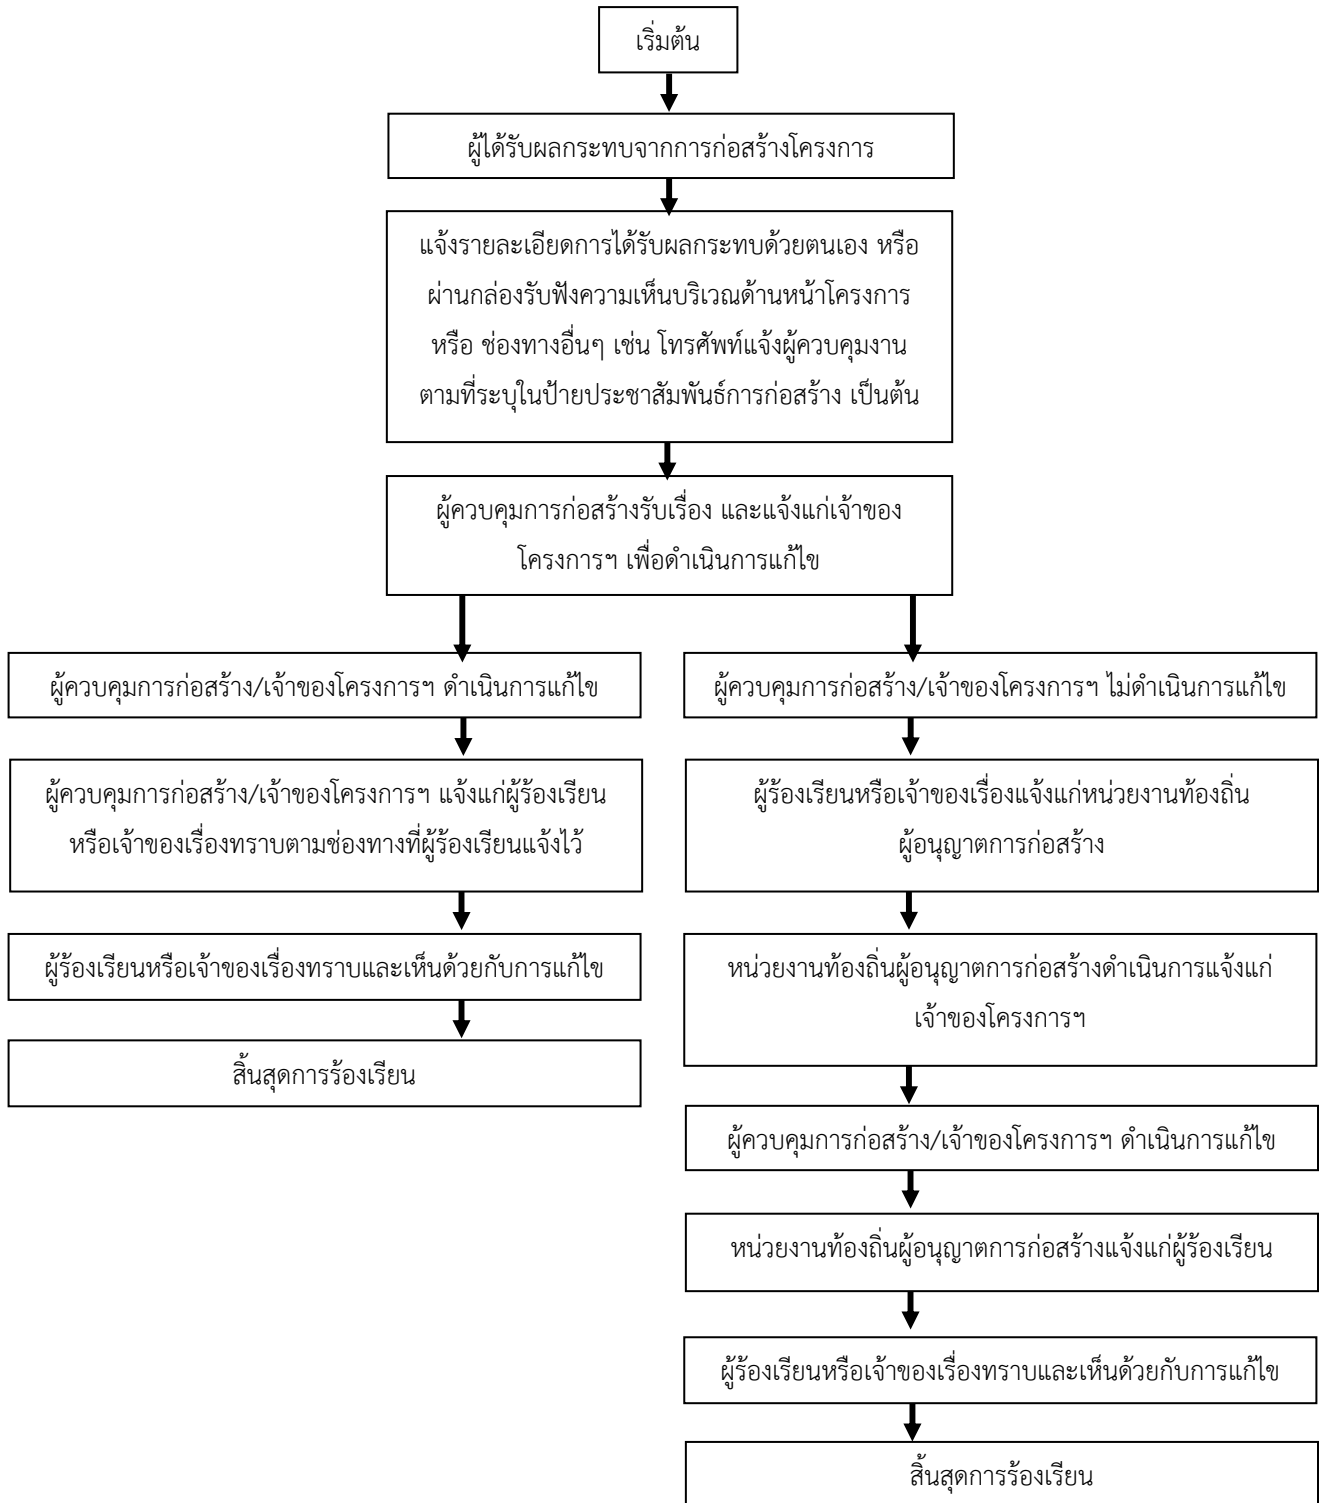 เริ่มต้น
ผู้ได้รับผลกระทบจากการก่อสร้างโครงการ
แจ้งรายละเอียดการได้รับผลกระทบด้วยตนเอง หรือ
ผ่านกล่องรับฟังความเห็นบริเวณด้านหน้าโครงการ
หรือ ช่องทางอื่นๆ เช่น โทรศัพท์แจ้งผู้ควบคุมงาน
ตามที่ระบุในป้ายประชาสัมพันธ์การก่อสร้าง เป็นต้น
ผู้ควบคุมการก่อสร้างรับเรื่อง และแจ้งแก่เจ้าของ
โครงการฯ เพื่อดำเนินการแก้ไข
ผู้ควบคุมการก่อสร้าง/เจ้าของโครงการฯ ดำเนินการแก้ไข
ผู้ควบคุมการก่อสร้าง/เจ้าของโครงการฯ แจ้งแก่ผู้ร้องเรียน
หรือเจ้าของเรื่องทราบตามช่องทางที่ผู้ร้องเรียนแจ้งไว้
ผู้ร้องเรียนหรือเจ้าของเรื่องทราบและเห็นด้วยกับการแก้ไข
สิ้นสุดการร้องเรียน
ผู้ควบคุมการก่อสร้าง/เจ้าของโครงการฯ ไม่ดำเนินการแก้ไข
ผู้ร้องเรียนหรือเจ้าของเรื่องแจ้งแก่หน่วยงานท้องถิ่น
ผู้อนุญาตการก่อสร้าง
หน่วยงานท้องถิ่นผู้อนุญาตการก่อสร้างดำเนินการแจ้งแก่
เจ้าของโครงการฯ
ผู้ควบคุมการก่อสร้าง/เจ้าของโครงการฯ ดำเนินการแก้ไข
หน่วยงานท้องถิ่นผู้อนุญาตการก่อสร้างแจ้งแก่ผู้ร้องเรียน
ผู้ร้องเรียนหรือเจ้าของเรื่องทราบและเห็นด้วยกับการแก้ไข
สิ้นสุดการร้องเรียน